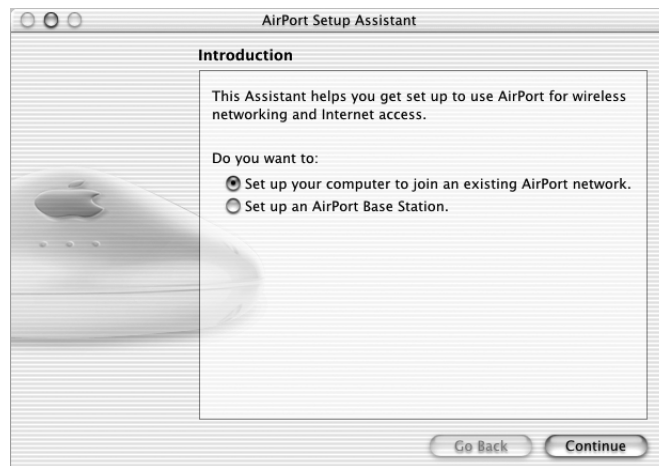 AirPort Setup Assistant
Introduction
This Assistant helps you get set up to use AirPort for wireless
networking and Internet access.
Do you want to:
Set up your computer to join an existing AirPort network.
Set up an AirPort Base Station.
Go Back
Continue